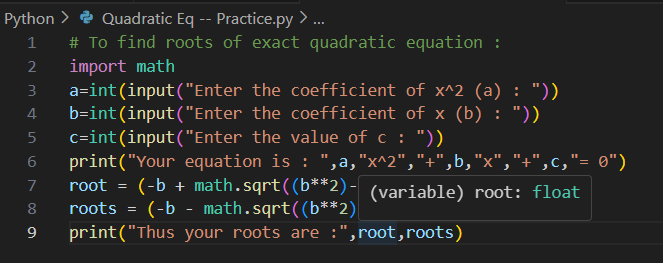 Python > Quadratic Eq -- Practice.py > ...
1 # To find roots of exact quadratic equation :
2 import math
3 a=int(input("Enter the coefficient of x^2 (a) : "))
4 b=int(input("Enter the coefficient of x (b) : "))
5 c=int(input("Enter the value of c : "))
6 print("Your equation is : ",a,"x^2","+",b,"x","+",c,"= 0")
7 root = (-b + math.sqrt((b**2)-
(variable) root: float
8 roots = (-b - math.sqrt((b**2)
9 print("Thus your roots are :",root,roots)